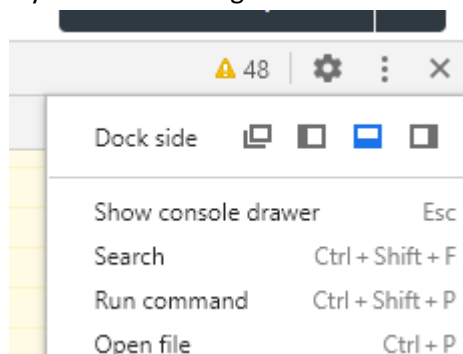 48
Dock side
Show console drawer Esc
Search Ctrl + Shift + F
Run command Ctrl + Shift + P
Open file Ctrl + P